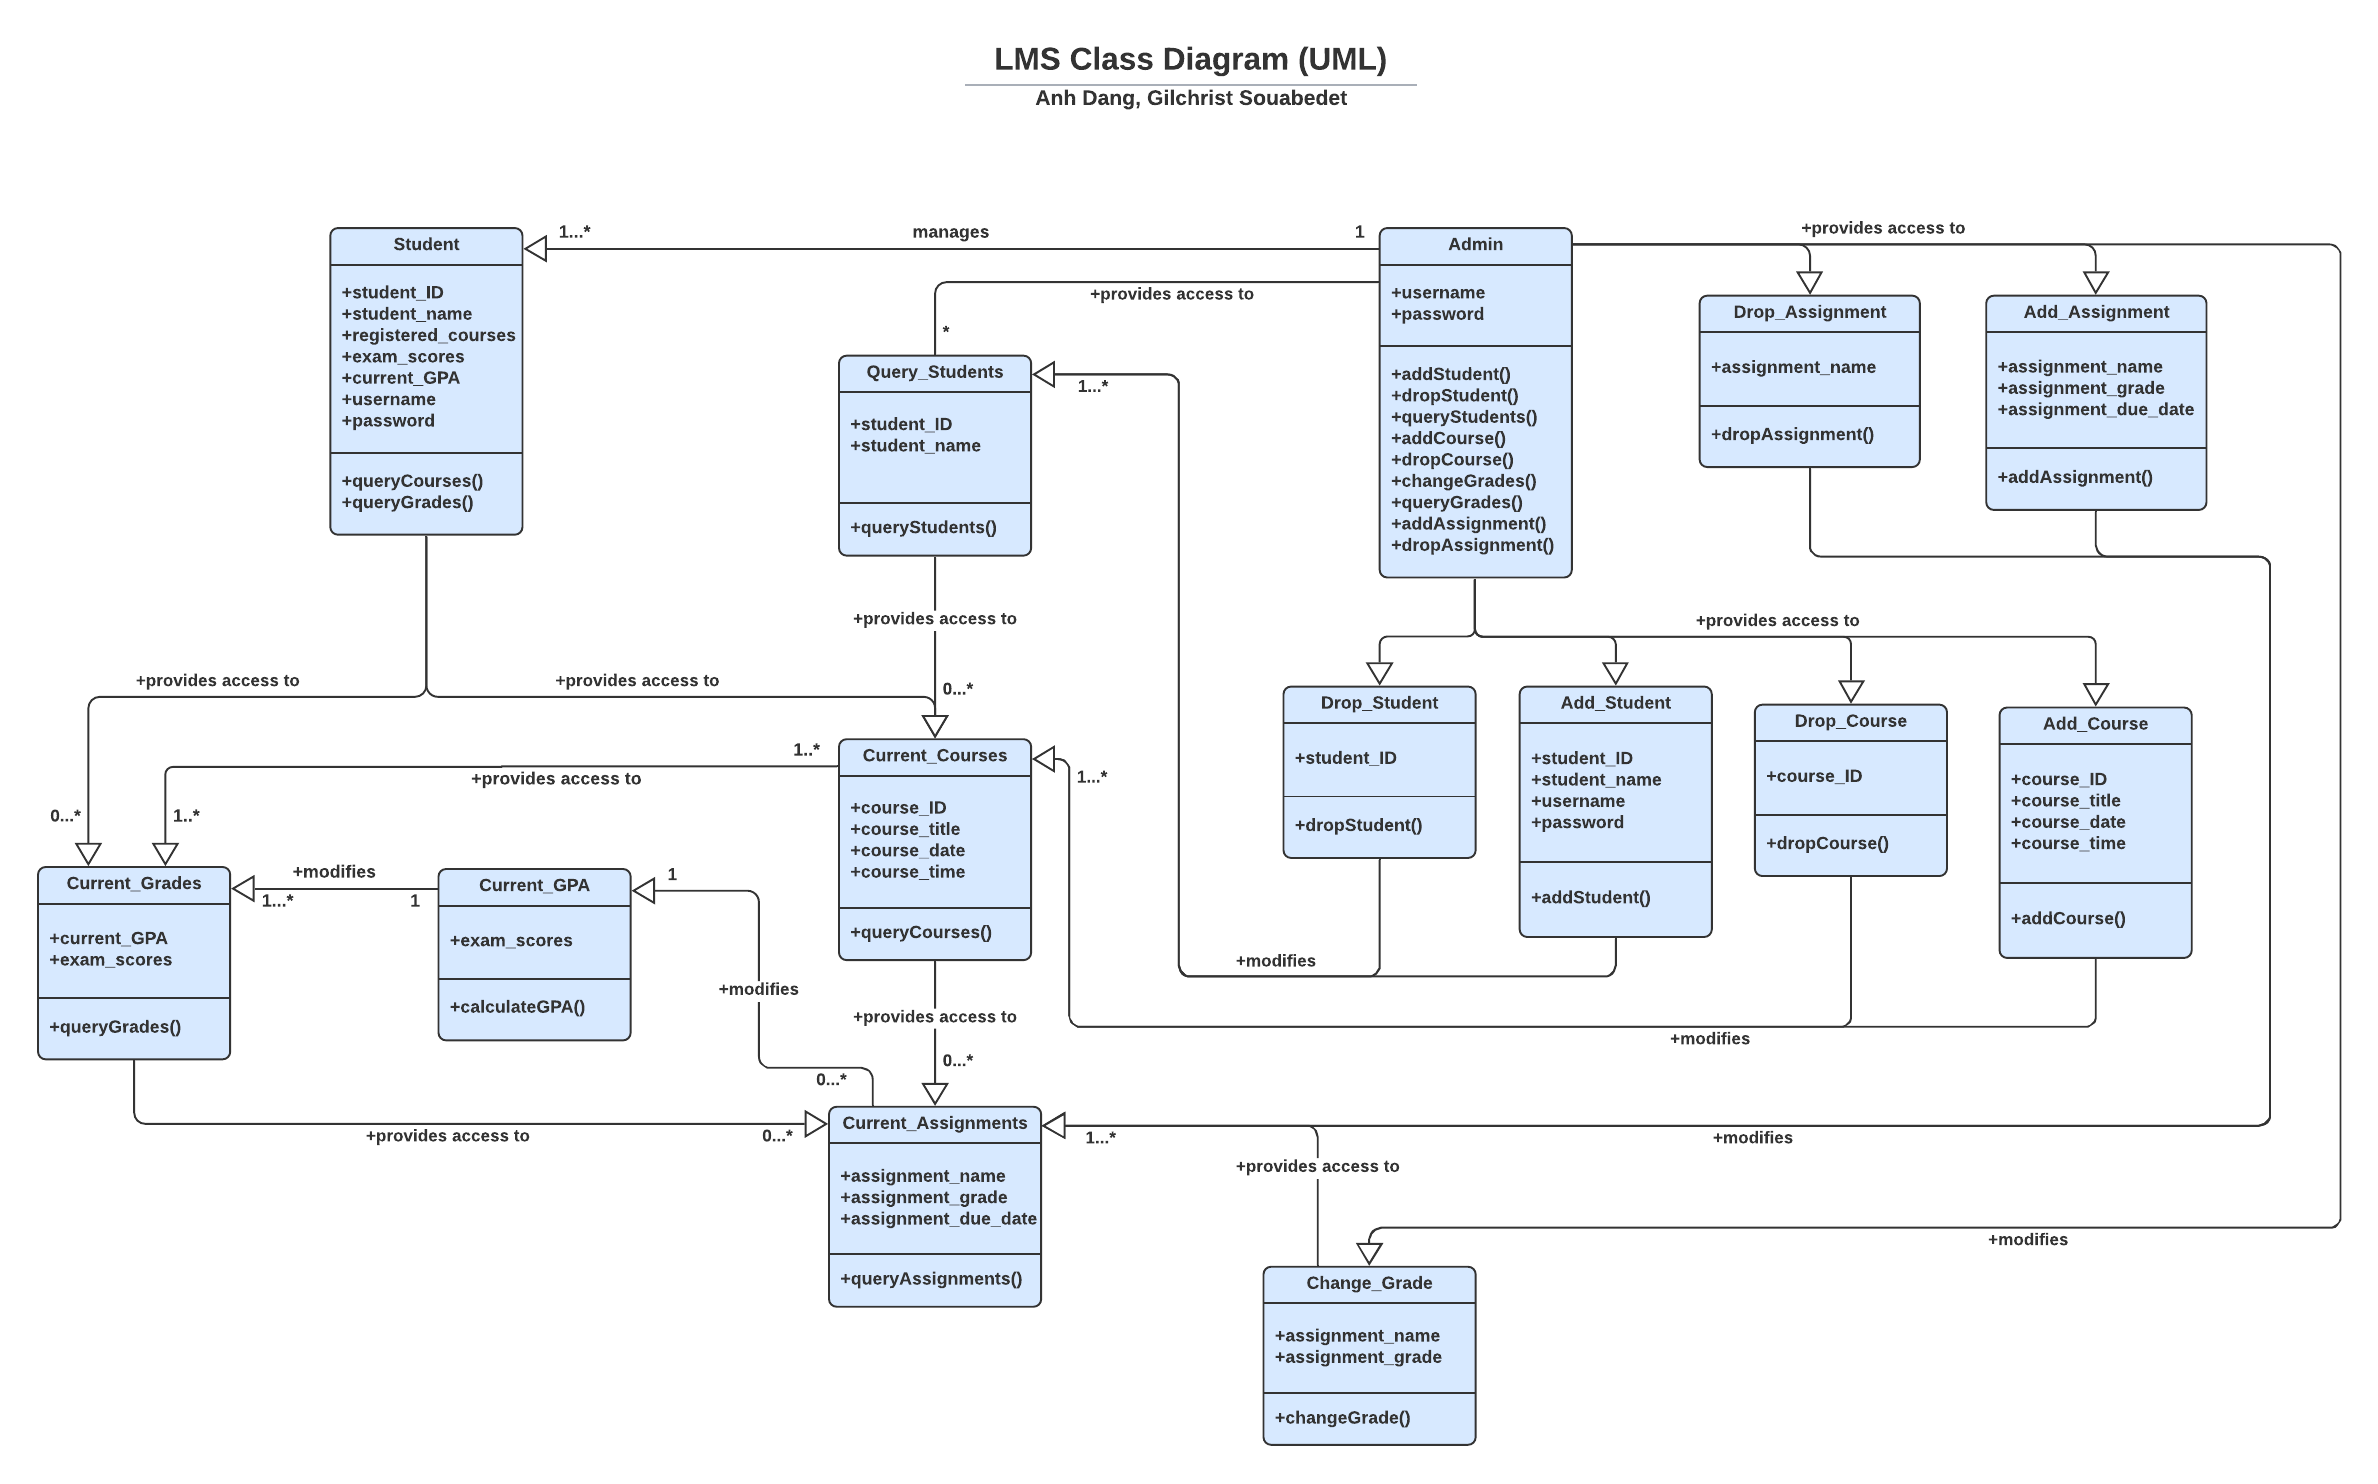 LMS Class Diagram (UML)
Anh Dang, Gilchrist Souabedet
Student
+student_ID
+student_name
+registered_courses
+exam_scores
+current_GPA
+username
+password
+queryCourses()
+queryGrades()
1...*
manages
1
+provides access to
*
Query_Students
+student_ID
+student_name
+queryStudents()
1...*
Admin
+username
+password
+addStudent()
+dropStudent()
+queryStudents()
+addCourse()
+dropCourse()
+changeGrades()
+queryGrades()
+addAssignment()
+dropAssignment()
+provides access to
Drop_Assignment
+assignment_name
+dropAssignment()
Add_Assignment
+assignment_name
+assignment_grade
+assignment_due_date
+addAssignment()
+provides access to
+provides access to
+provides access to
0...*
+provides access to
Drop_Student
+student_ID
+dropStudent()
Add_Student
+student_ID
+student_name
+username
+password
+addStudent()
Drop_Course
+course_ID
+dropCourse()
Add_Course
+course_ID
+course_title
+course_date
+course_time
+addCourse()
1..*
+provides access to
0...*
1..*
Current_Courses
+course_ID
+course_title
+course_date
+course_time
+queryCourses()
1...*
Current_Grades
+current_GPA
+exam_scores
+queryGrades()
+modifies
1...*
1
Current_GPA
+exam_scores
+calculateGPA()
1
+modifies
0...*
+modifies
+modifies
+provides access to
0...*
+provides access to
0...*
Current_Assignments
+assignment_name
+assignment_grade
+assignment_due_date
+queryAssignments()
1...*
+modifies
+provides access to
+modifies
Change_Grade
+assignment_name
+assignment_grade
+changeGrade()